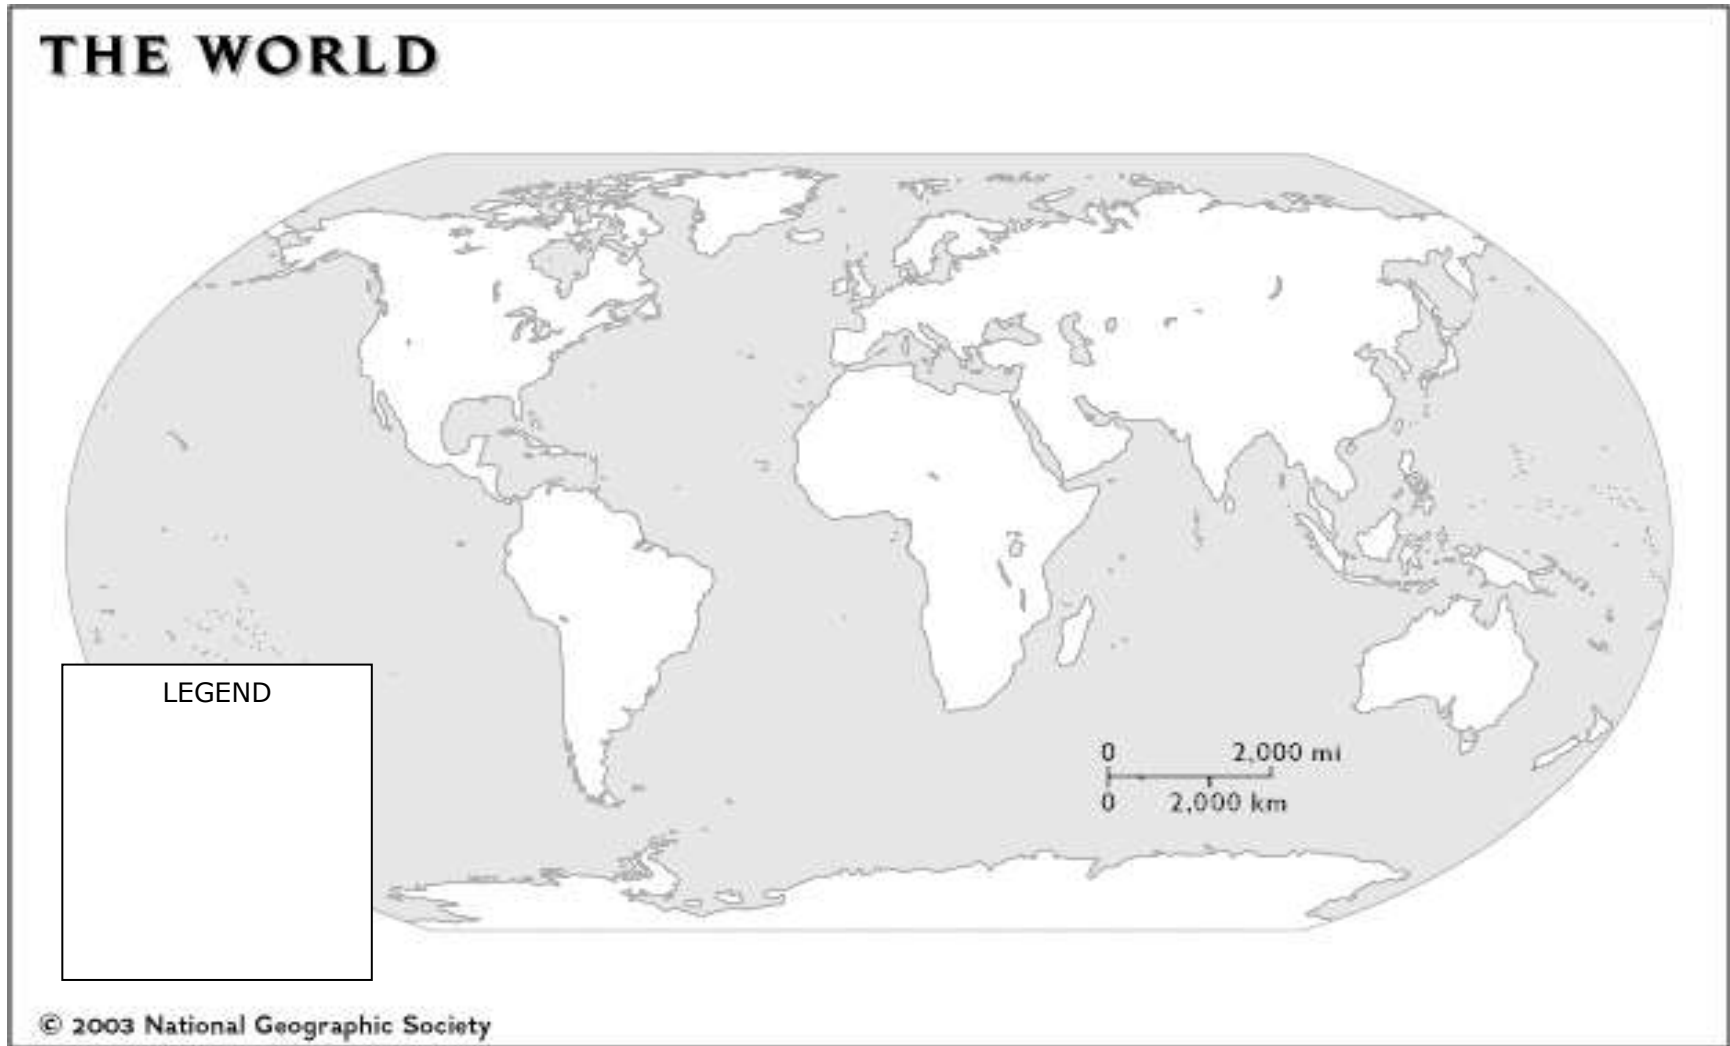 THE WORLD
LEGEND
0 2,000 mi
0 2,000 km
© 2003 National Geographic Society